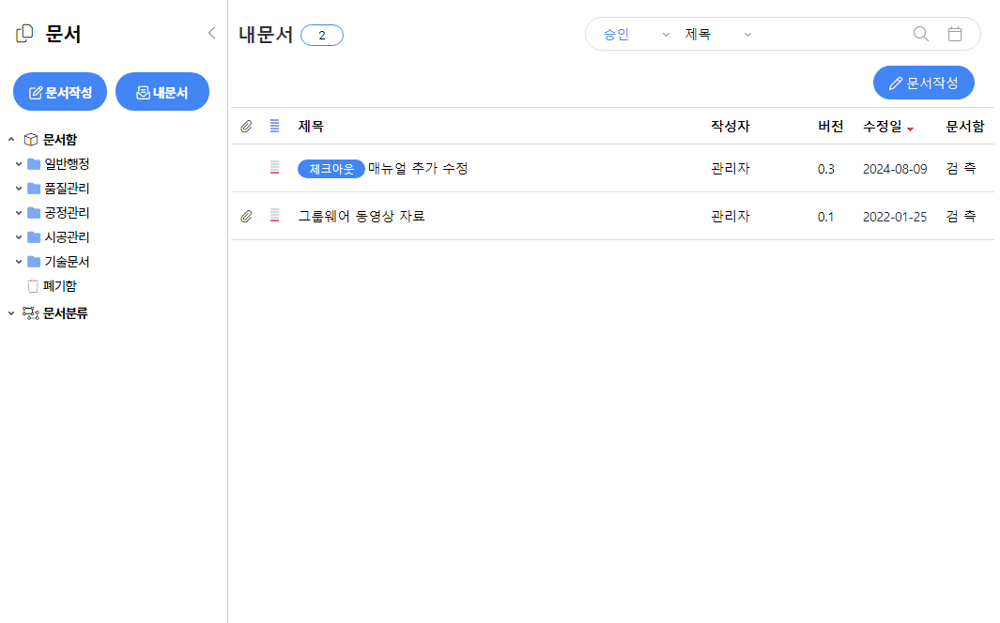 문서
문서작성 내문서
문서함
일반행정
품질관리
공정관리
시공관리
기술문서
폐기함
문서분류
내문서 2
승인 제목
문서작성
제목 작성자 버전 수정일 문서함
체크아웃 매뉴얼 추가 수정 관리자 0.3 2024-08-09 검 측
그룹웨어 동영상 자료 관리자 0.1 2022-01-25 검 측